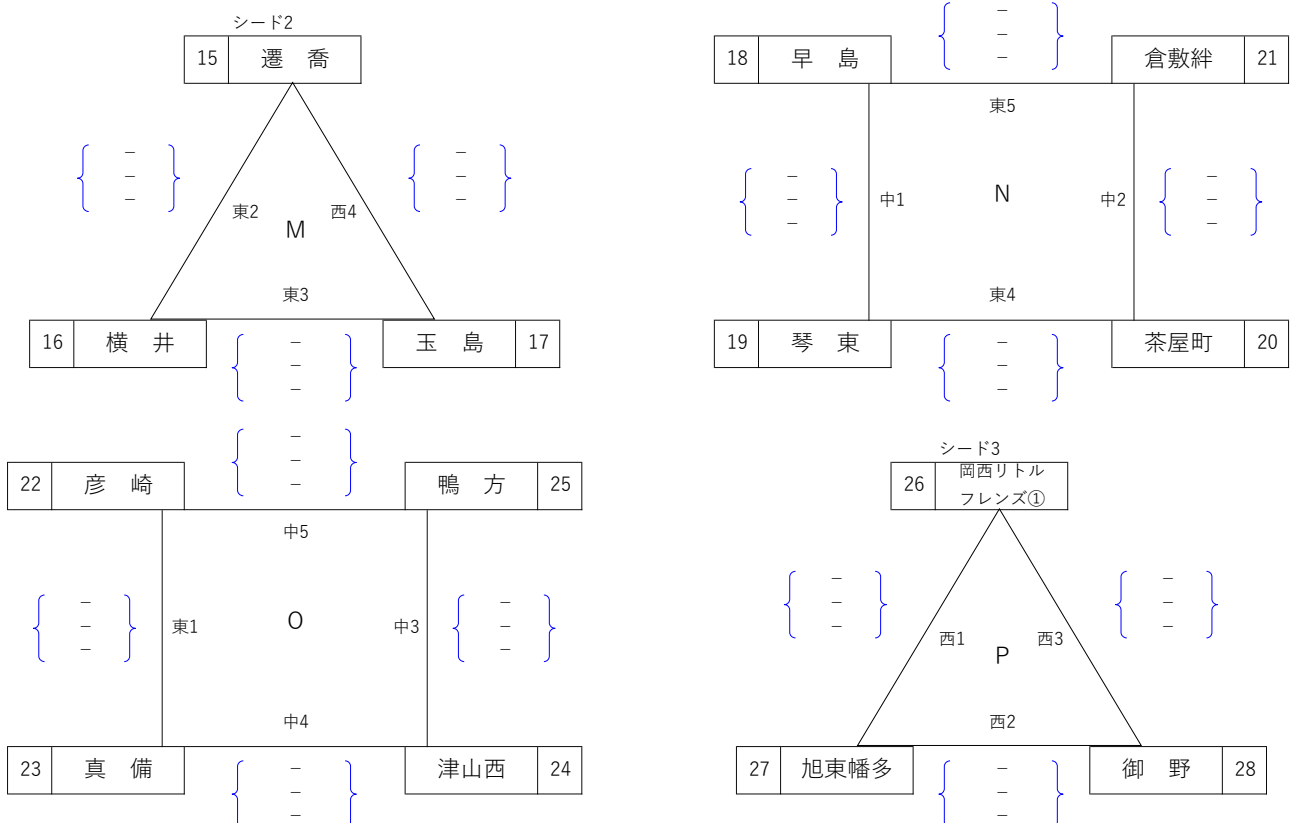 シード2
15 遷 喬
− 
− 
−
−
−
−
東2
西4
M
東3
16 横 井
玉 島 17
−
−
−
−
−
−
18 早 島
倉敷絆 21
東5
−
−
−
中1
N
中2
−
−
−
東4
19 琴 東
茶屋町 20
−
−
−
−
−
−
22 彦 崎
鴨 方 25
中5
−
−
−
東1
O
中3
−
−
−
中4
23 真 備
津山西 24
−
−
−
シード3
26 岡西リトル
フレンズ①
−
−
−
−
−
−
西1
西3
P
西2
27 旭東幡多
御 野 28
−
−
−